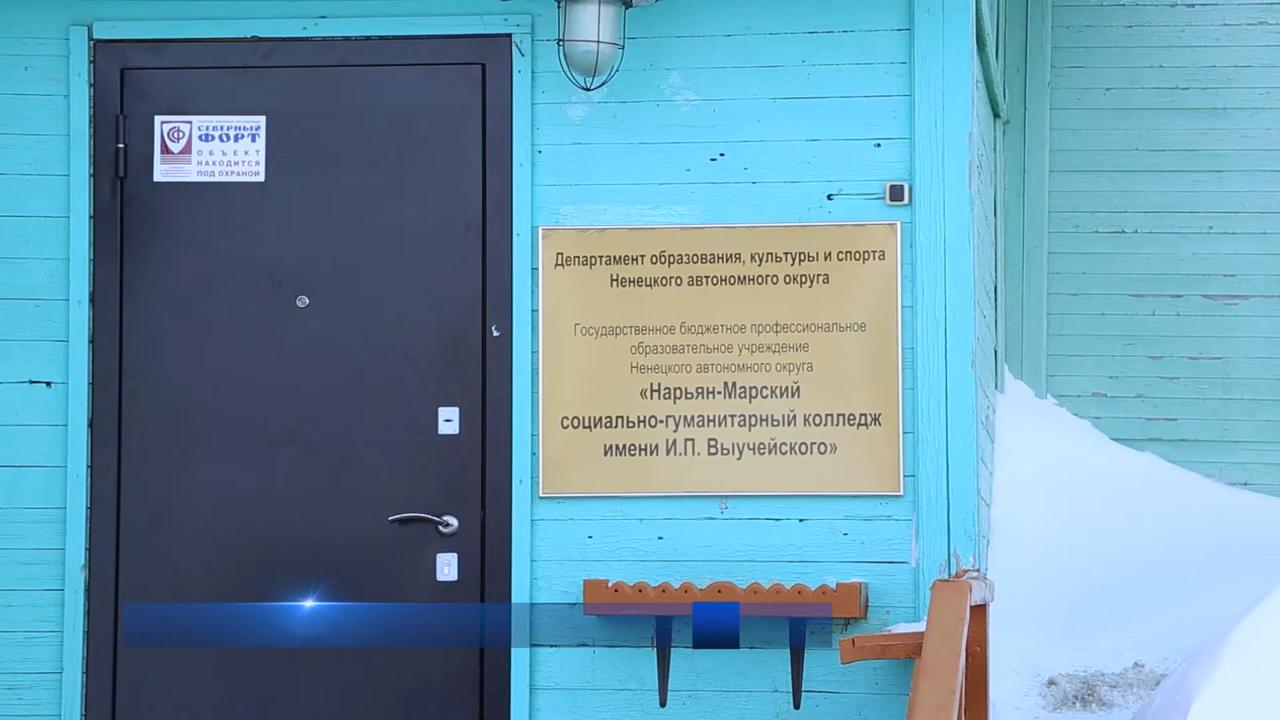 СЕВЕРНЫЙ
ФОРТ
ОБЪЕКТ
НАХОДИТСЯ
ПОД ОХРАНОЙ
Департамент образования, культуры и спорта
Ненецкого автономного округа
Государственное бюджетное профессиональное
образовательное учреждение
Ненецкого автономного округа
«Нарьян-Марский
социально-гуманитарный колледж
имени И.П. Выучейского»